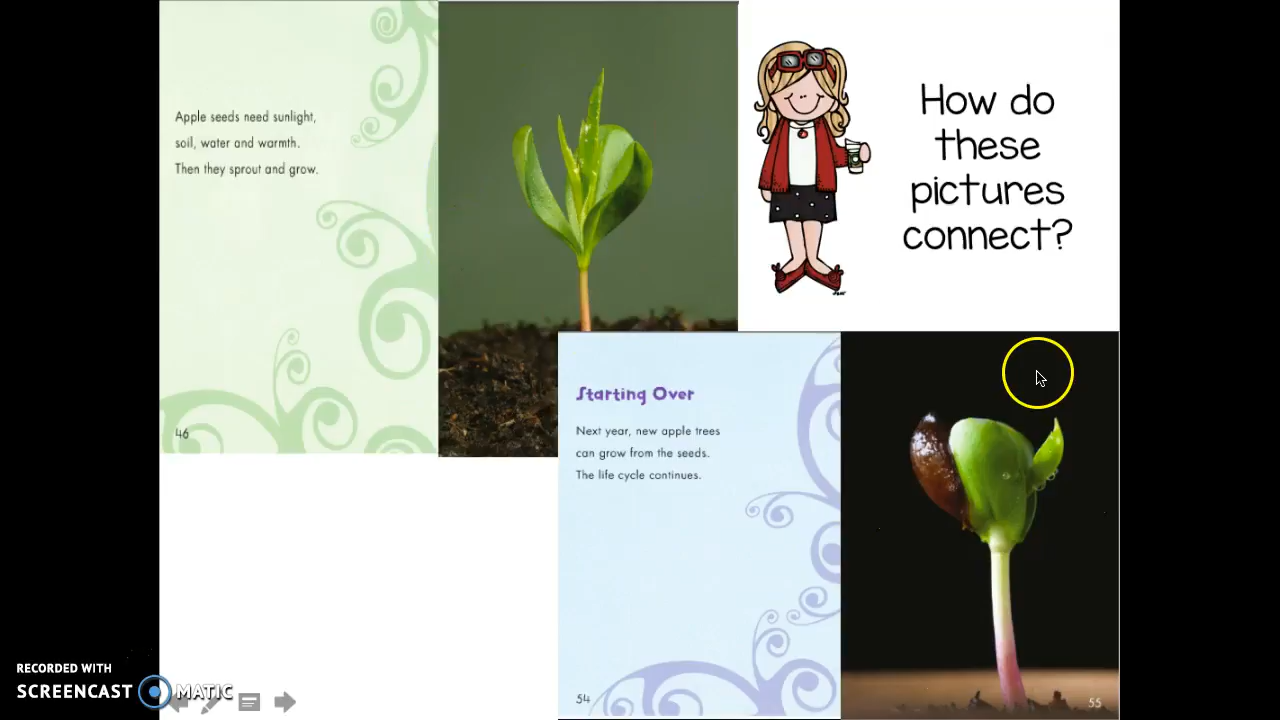 Apple seeds need sunlight,
soil, water and warmth.
Then they sprout and grow.
46
How do
these
pictures
connect?
Starting Over
Next year, new apple trees
can grow from the seeds.
The life cycle continues.
54
55
RECORDED WITH
SCREENCAST MATIC